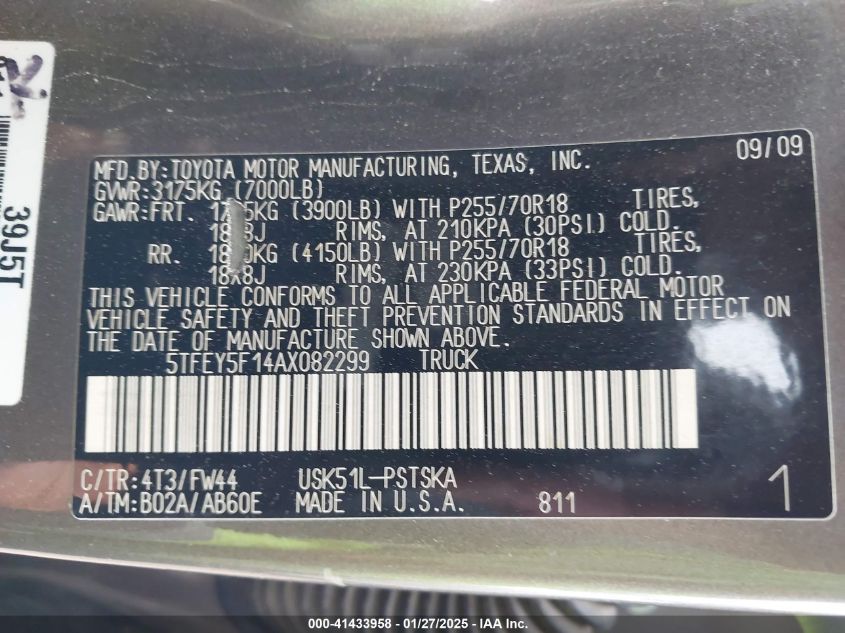 MFD.BY:TOYOTA MOTOR MANUFACTURING, TEXAS, INC. 09/09
GVWR:3175KG (7000LB)
GAWR:FRT. (3900LB) WITH P255/70R18 TIRES,
RIMS, AT 210KPA (30PSI) COLD.
RR. (4150LB) WITH P255/70R18 TIRES,
18X8J RIMS, AT 230KPA (33PSI) COLD.
THIS VEHICLE CONFORMS TO ALL APPLICABLE FEDERAL MOTOR
VEHICLE SAFETY AND THEFT PREVENTION STANDARDS IN EFFECT ON
THE DATE OF MANUFACTURE SHOWN ABOVE.
5TFEY5F14AX082299 TRUCK
C/TR:4T3/FW44 USK51L-PSTSKA
A/TM:B02A/AB60E MADE IN U.S.A. 811 1
39J5T
000-41433958 | 01/27/2025 | © IAA Inc.